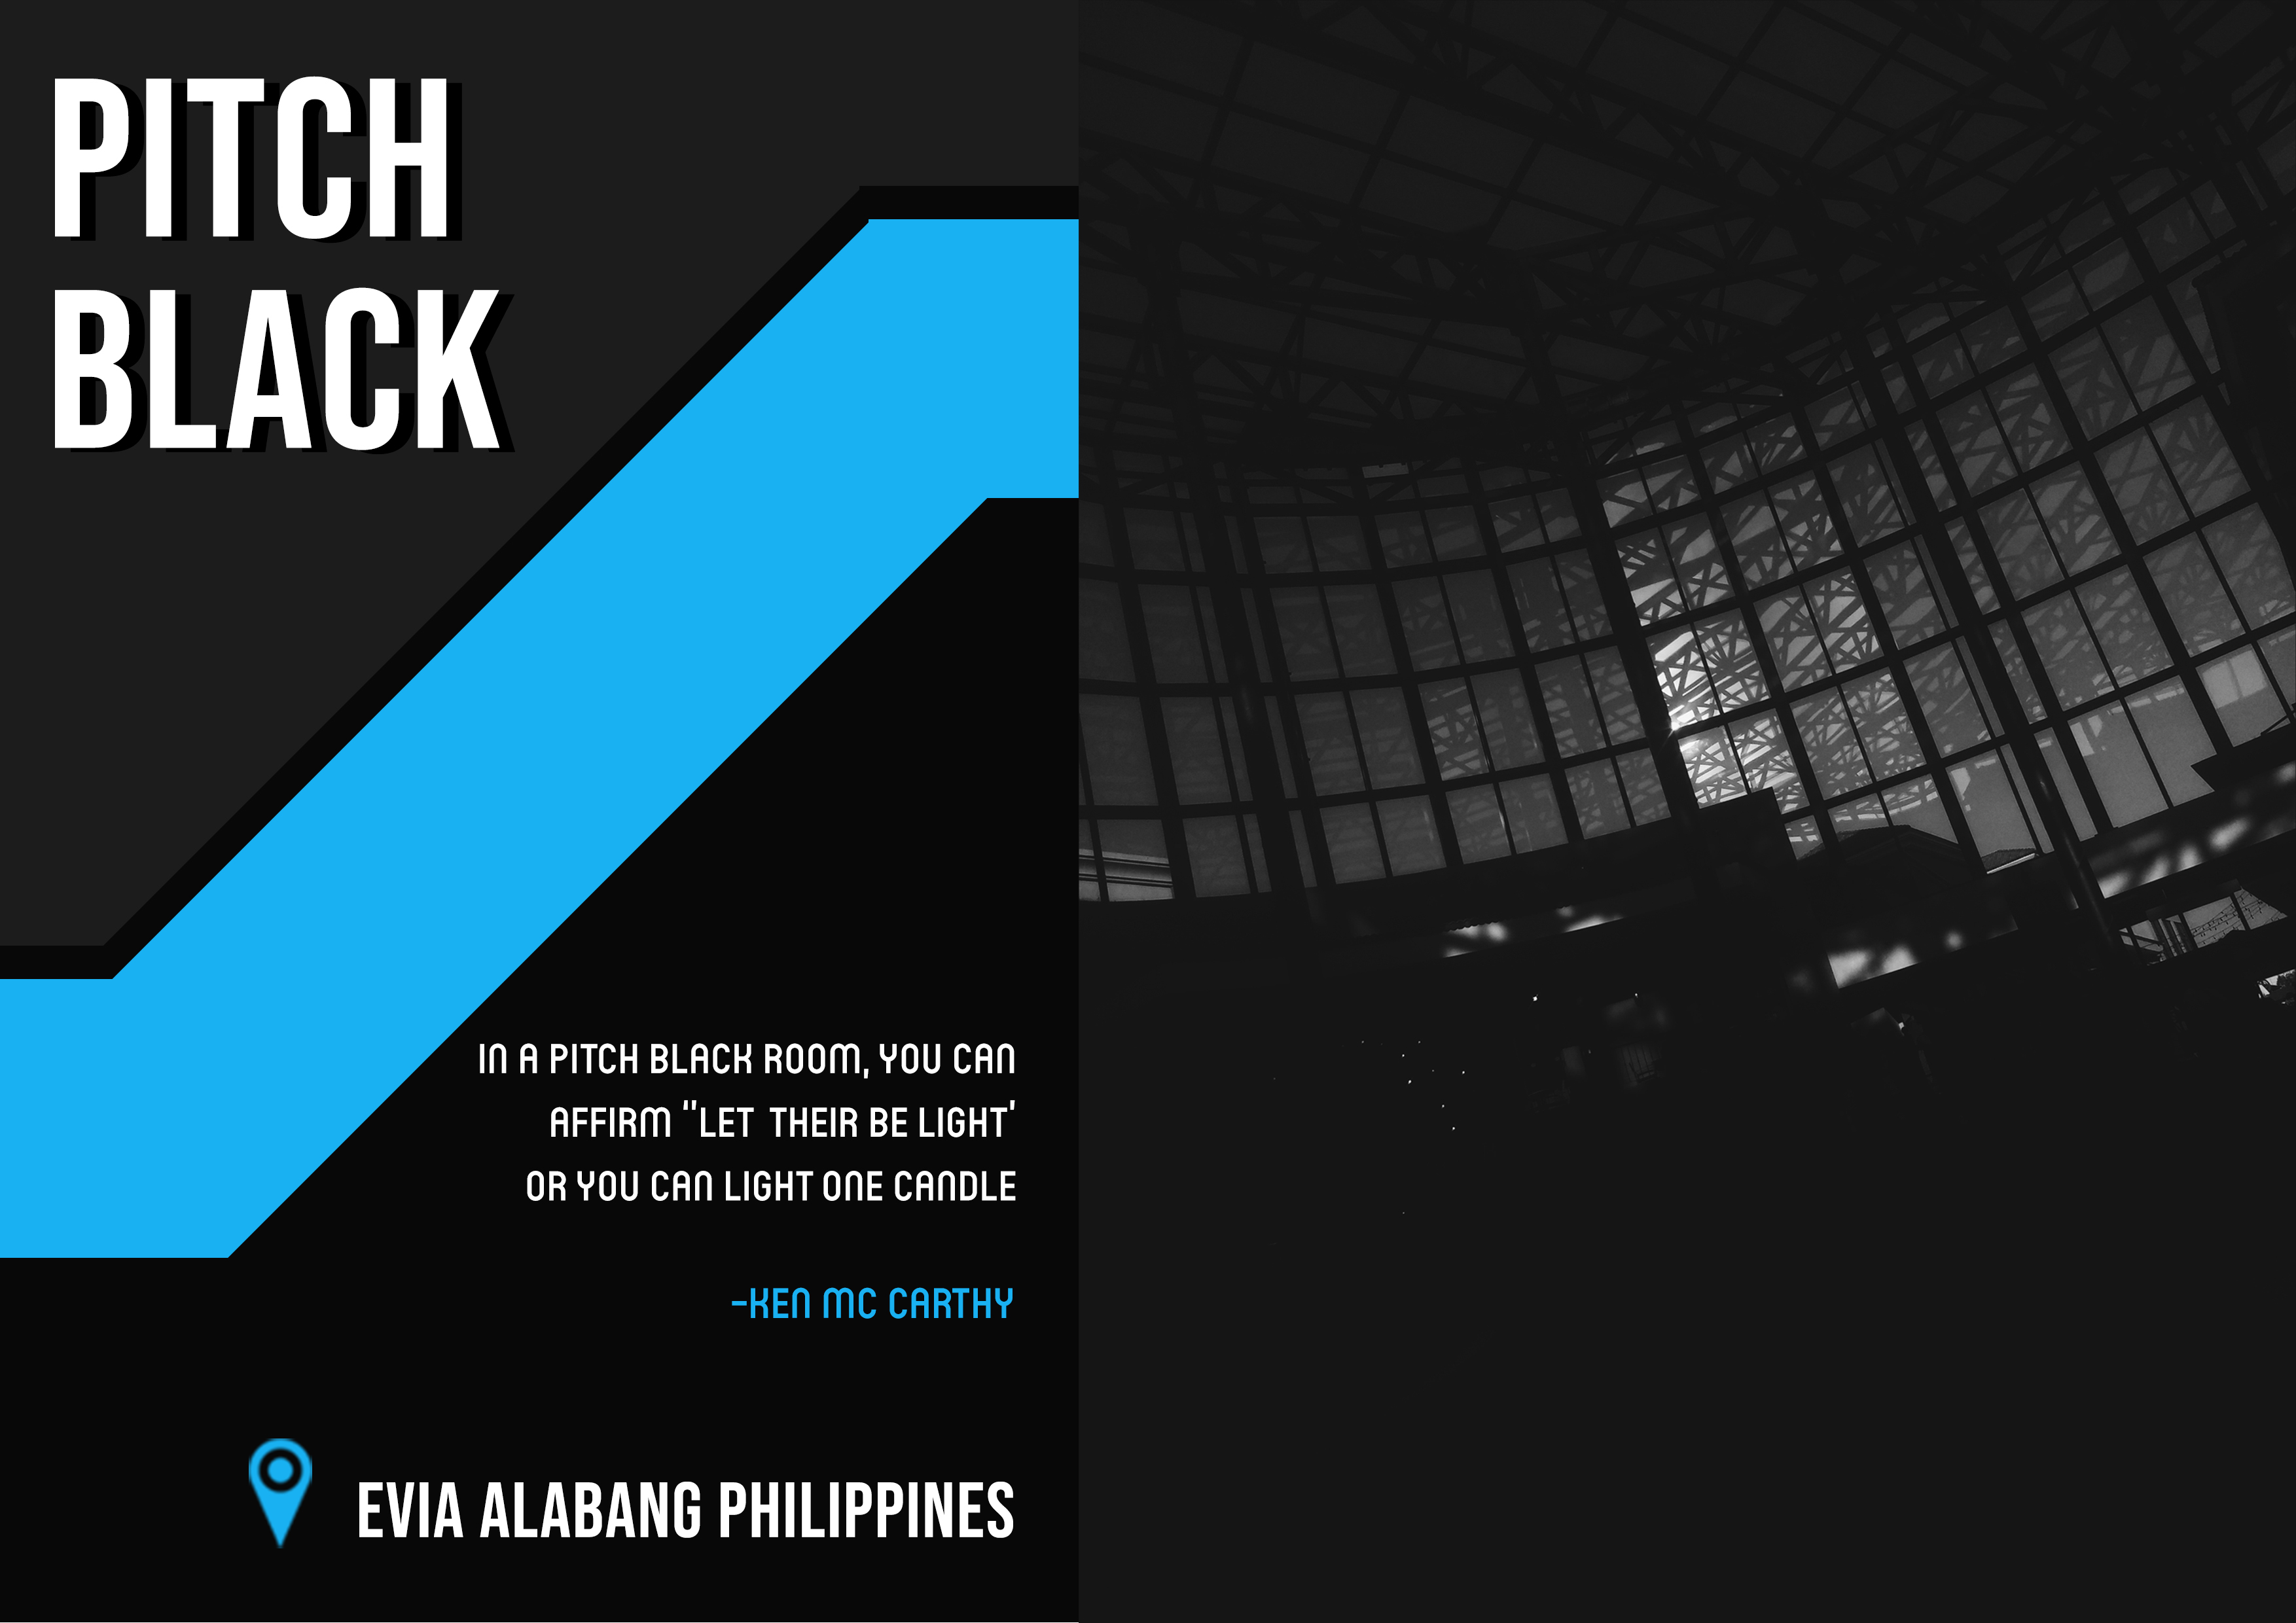 PITCH
BLACK
IN A PITCH BLACK ROOM, YOU CAN
AFFIRM "LET THEIR BE LIGHT'
OR YOU CAN LIGHT ONE CANDLE
-KEN MC CARTHY
EVIA ALABANG PHILIPPINES